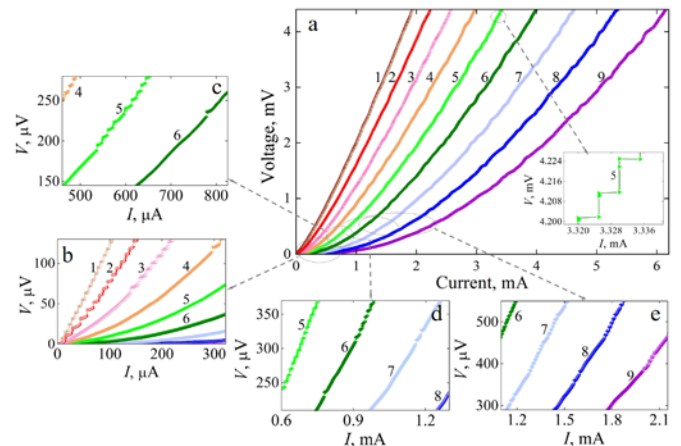 a
Voltage, mV
4
3
2
1
0
0 1 2 3 4 5 6
Current, mA
1 2 3 4 5 6 7 8 9
V, mV
4.224
4.216
4.208
4.200
3.320 3.328 3.336
I, mA
5
c
V, µV
250
200
150
500 600 700 800
I, µA
4
5
6
b
V, µV
100
50
0
0 100 200 300
I, µA
1 2 3 4
5
6
d
V, µV
350
300
250
0.6 0.9 1.2
I, mA
5
6
7
8
e
V, µV
500
400
300
1.2 1.5 1.8 2.1
I, mA
6
7
8
9